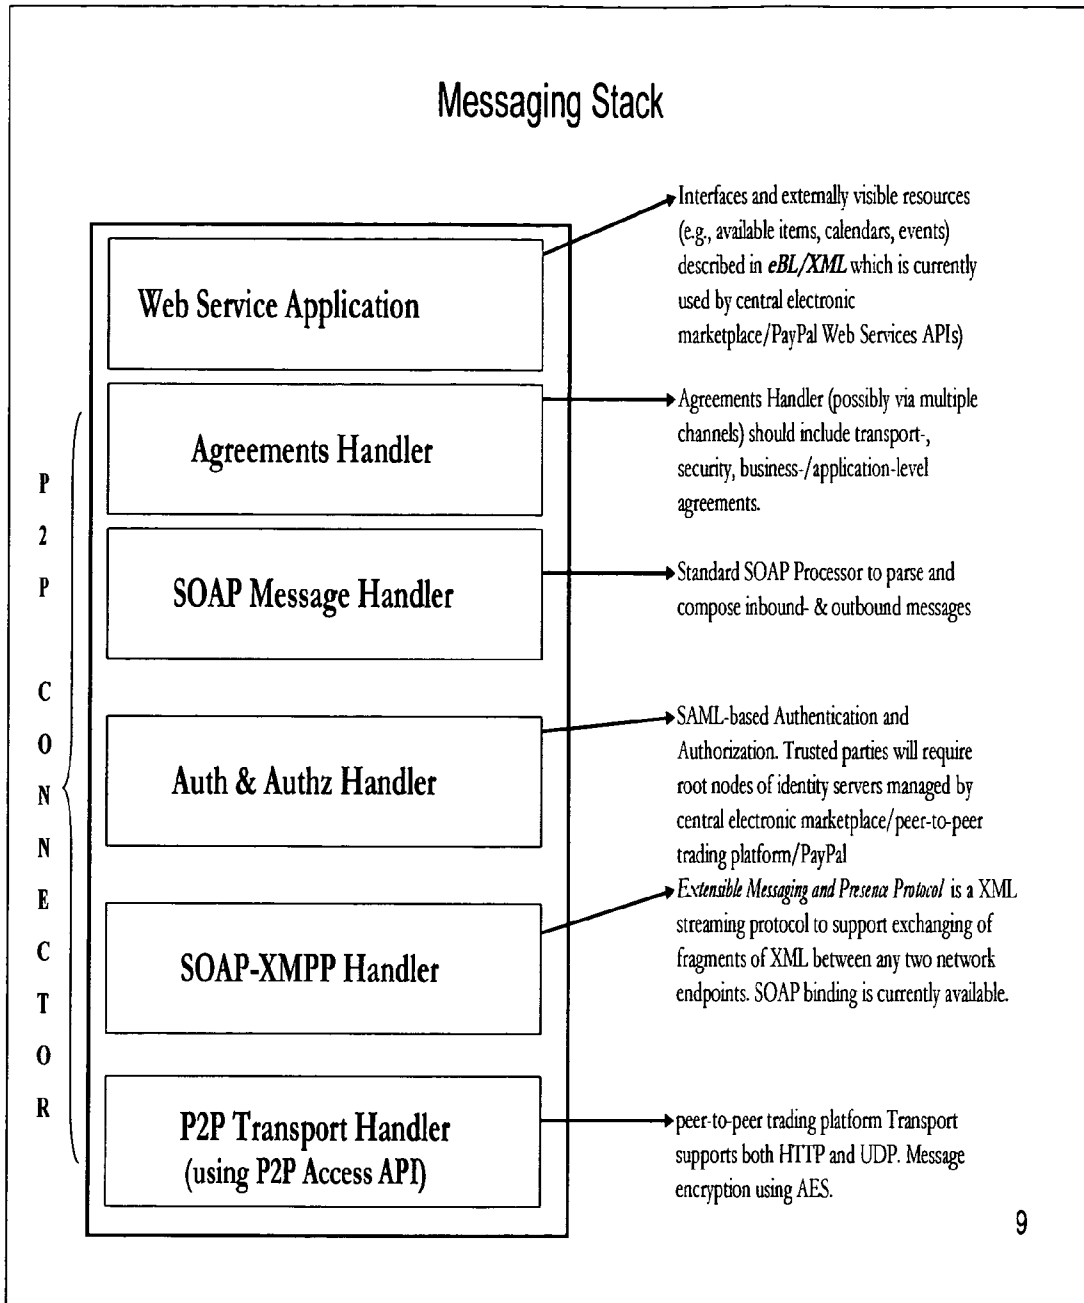 Messaging Stack
Web Service Application
Interfaces and externally visible resources
(e.g., available items, calendars, events)
described in eBL/XML which is currently
used by central electronic
marketplace/PayPal Web Services APIs)
P2P CONNECTOR
Agreements Handler
Agreements Handler (possibly via multiple
channels) should include transport-,
security, business-/application-level
agreements.
SOAP Message Handler
Standard SOAP Processor to parse and
compose inbound- & outbound messages
Auth & Authz Handler
SAML-based Authentication and
Authorization. Trusted parties will require
root nodes of identity servers managed by
central electronic marketplace/peer-to-peer
trading platform/PayPal
SOAP-XMPP Handler
Extensible Messaging and Presence Protocol is a XML
streaming protocol to support exchanging of
fragments of XML between any two network
endpoints. SOAP binding is currently available.
P2P Transport Handler
(using P2P Access API)
peer-to-peer trading platform Transport
supports both HTTP and UDP. Message
encryption using AES.
9